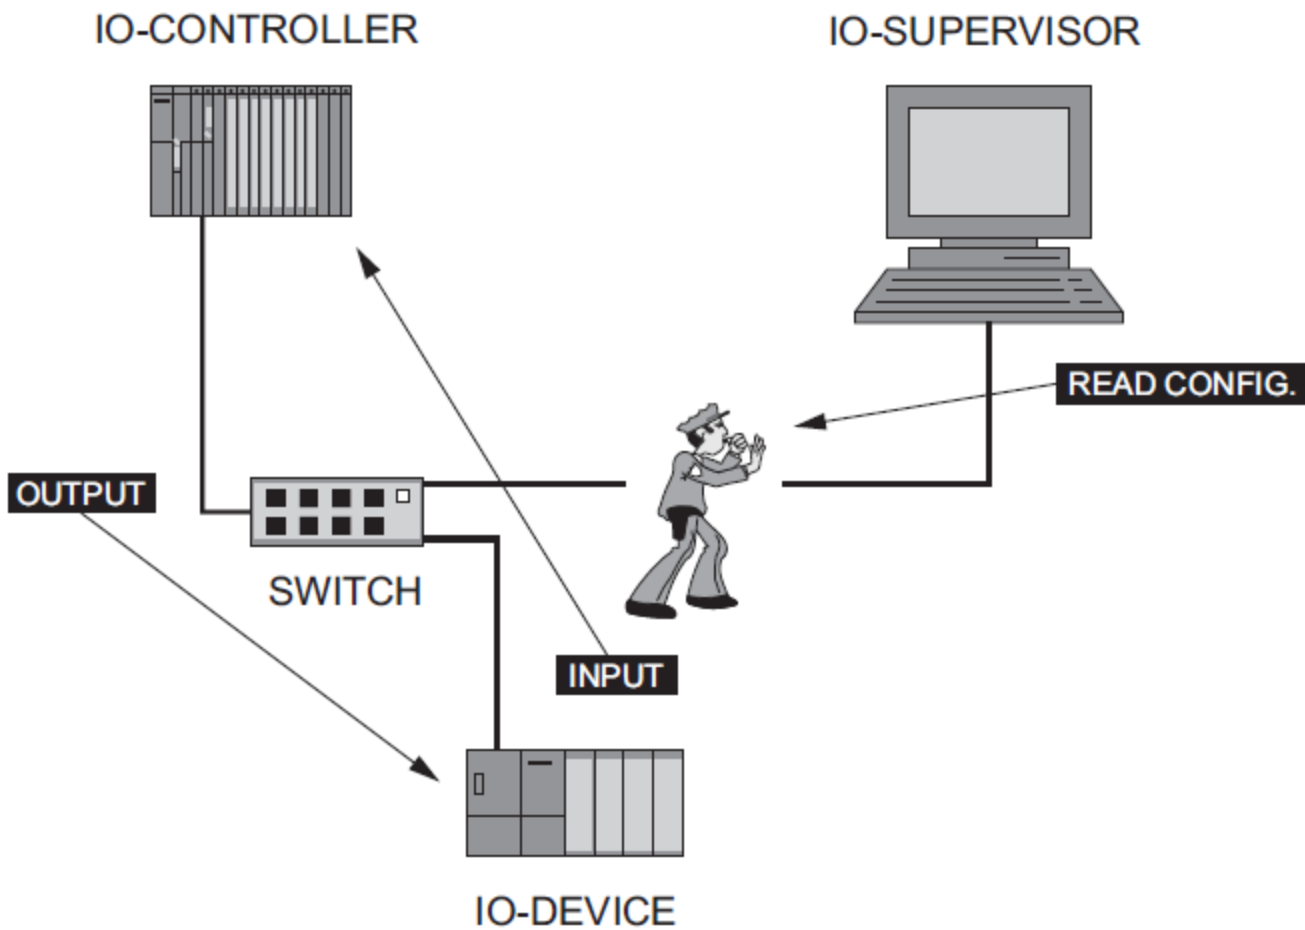 IO-CONTROLLER
IO-SUPERVISOR
READ CONFIG.
OUTPUT
SWITCH
INPUT
IO-DEVICE